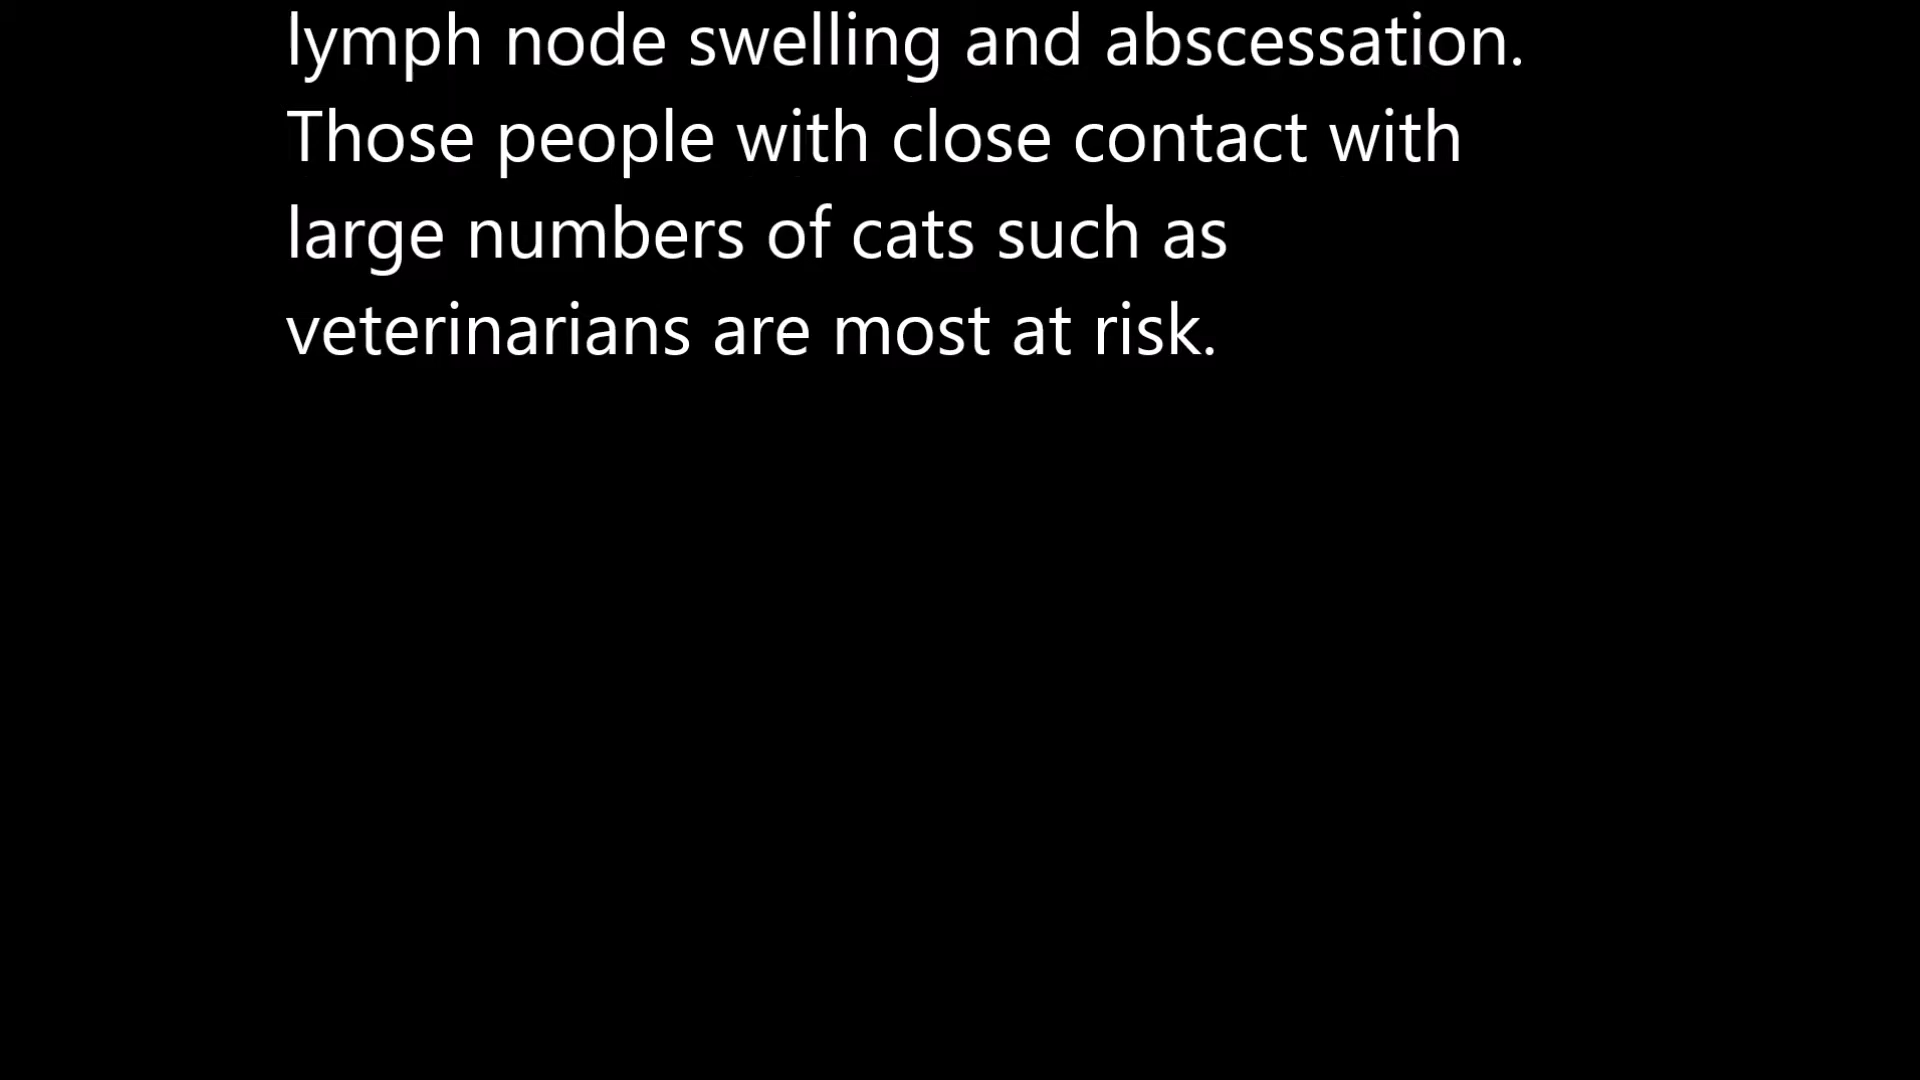 lymph node swelling and abscessation.
Those people with close contact with
large numbers of cats such as
veterinarians are most at risk.